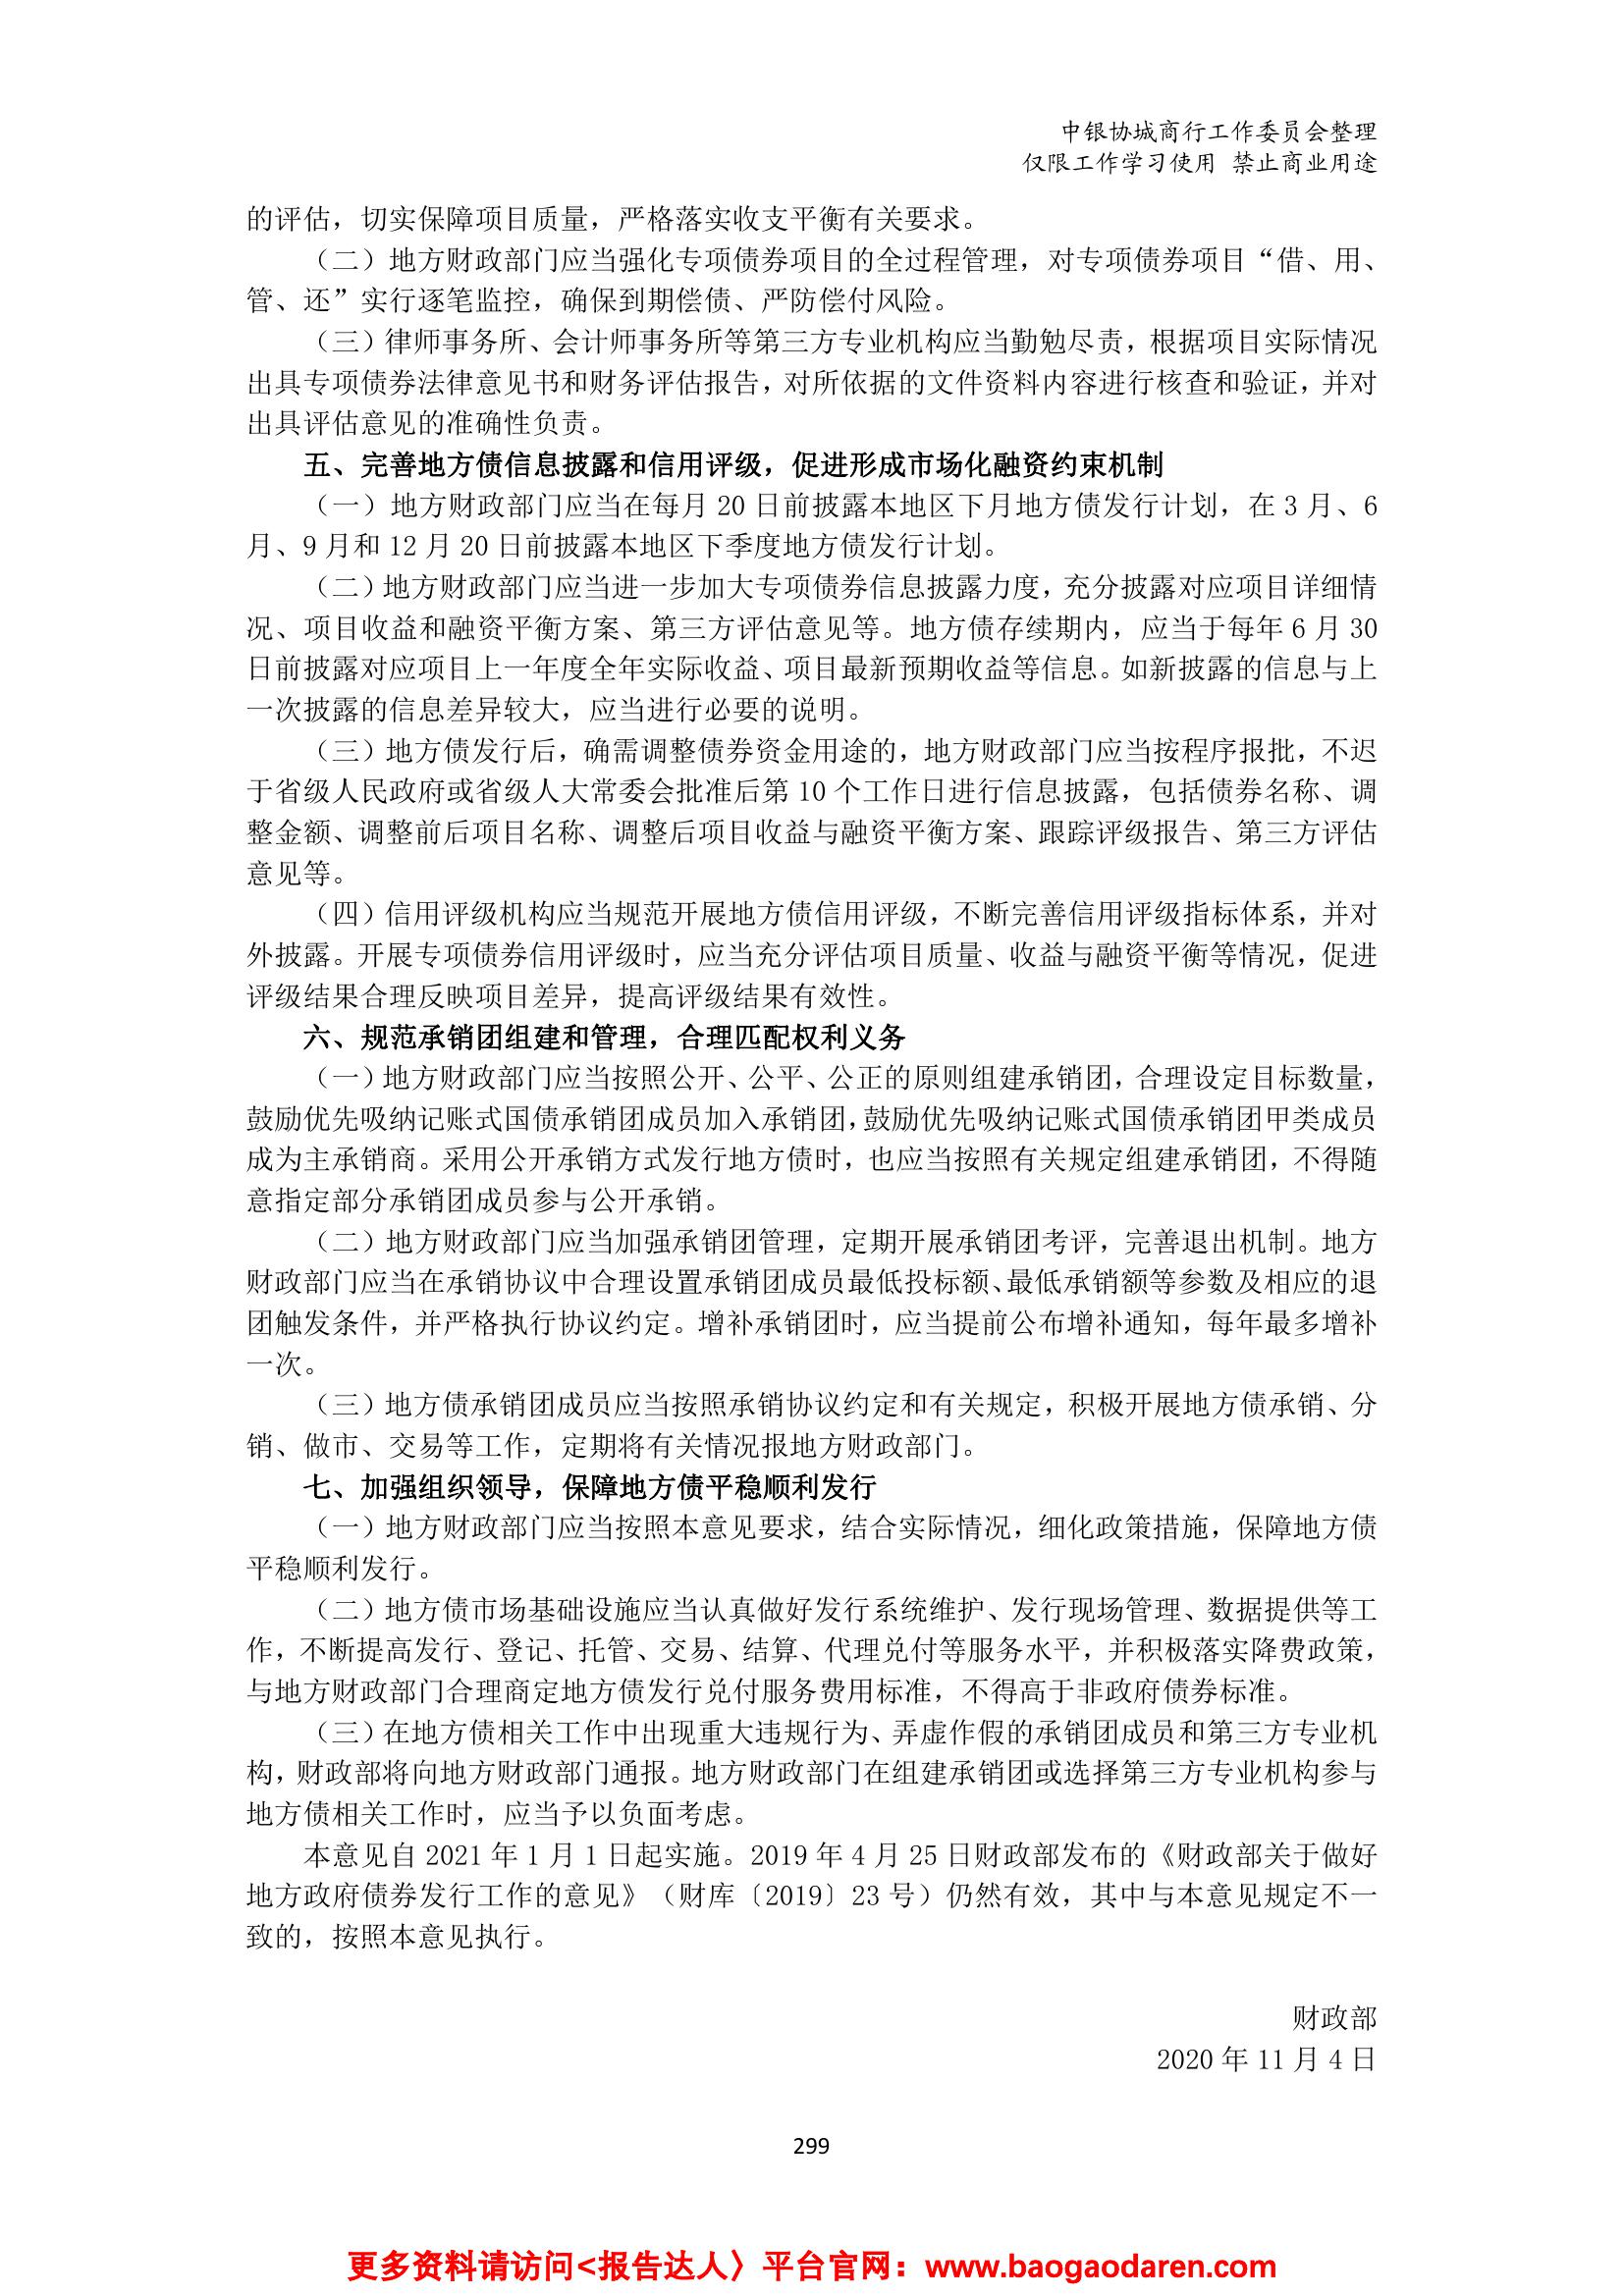 中银协城商行工作委员会整理
仅限工作学习使用 禁止商业用途
的评估，切实保障项目质量，严格落实收支平衡有关要求。
（二）地方财政部门应当强化专项债券项目的全过程管理，对专项债券项目“借、用、
管、还”实行逐笔监控，确保到期偿债、严防偿付风险。
（三）律师事务所、会计师事务所等第三方专业机构应当勤勉尽责，根据项目实际情况
出具专项债券法律意见书和财务评估报告，对所依据的文件资料内容进行核查和验证，并对
出具评估意见的准确性负责。
五、完善地方债信息披露和信用评级，促进形成市场化融资约束机制
（一）地方财政部门应当在每月 20 日前披露本地区下月地方债发行计划，在 3 月、6
月、9 月和 12 月 20 日前披露本地区下季度地方债发行计划。
（二）地方财政部门应当进一步加大专项债券信息披露力度，充分披露对应项目详细情
况、项目收益和融资平衡方案、第三方评估意见等。地方债存续期内，应当于每年 6 月 30
日前披露对应项目上一年度全年实际收益、项目最新预期收益等信息。如新披露的信息与上
一次披露的信息差异较大，应当进行必要的说明。
（三）地方债发行后，确需调整债券资金用途的，地方财政部门应当按程序报批，不迟
于省级人民政府或省级人大常委会批准后第 10 个工作日进行信息披露，包括债券名称、调
整金额、调整前后项目名称、调整后项目收益与融资平衡方案、跟踪评级报告、第三方评估
意见等。
（四）信用评级机构应当规范开展地方债信用评级，不断完善信用评级指标体系，并对
外披露。开展专项债券信用评级时，应当充分评估项目质量、收益与融资平衡等情况，促进
评级结果合理反映项目差异，提高评级结果有效性。
六、规范承销团组建和管理，合理匹配权利义务
（一）地方财政部门应当按照公开、公平、公正的原则组建承销团，合理设定目标数量，
鼓励优先吸纳记账式国债承销团成员加入承销团，鼓励优先吸纳记账式国债承销团甲类成员
成为主承销商。采用公开承销方式发行地方债时，也应当按照有关规定组建承销团，不得随
意指定部分承销团成员参与公开承销。
（二）地方财政部门应当加强承销团管理，定期开展承销团考评，完善退出机制。地方
财政部门应当在承销协议中合理设置承销团成员最低投标额、最低承销额等参数及相应的退
团触发条件，并严格执行协议约定。增补承销团时，应当提前公布增补通知，每年最多增补
一次。
（三）地方债承销团成员应当按照承销协议约定和有关规定，积极开展地方债承销、分
销、做市、交易等工作，定期将有关情况报地方财政部门。
七、加强组织领导，保障地方债平稳顺利发行
（一）地方财政部门应当按照本意见要求，结合实际情况，细化政策措施，保障地方债
平稳顺利发行。
（二）地方债市场基础设施应当认真做好发行系统维护、发行现场管理、数据提供等工
作，不断提高发行、登记、托管、交易、结算、代理兑付等服务水平，并积极落实降费政策，
与地方财政部门合理商定地方债发行兑付服务费用标准，不得高于非政府债券标准。
（三）在地方债相关工作中出现重大违规行为、弄虚作假的承销团成员和第三方专业机
构，财政部将向地方财政部门通报。地方财政部门在组建承销团或选择第三方专业机构参与
地方债相关工作时，应当予以负面考虑。
本意见自 2021 年 1 月 1 日起实施。2019 年 4 月 25 日财政部发布的《财政部关于做好
地方政府债券发行工作的意见》（财库〔2019〕23 号）仍然有效，其中与本意见规定不一
致的，按照本意见执行。
财政部
2020 年 11 月 4 日
299
更多资料请访问<报告达人〉平台官网：www.baogaodaren.com